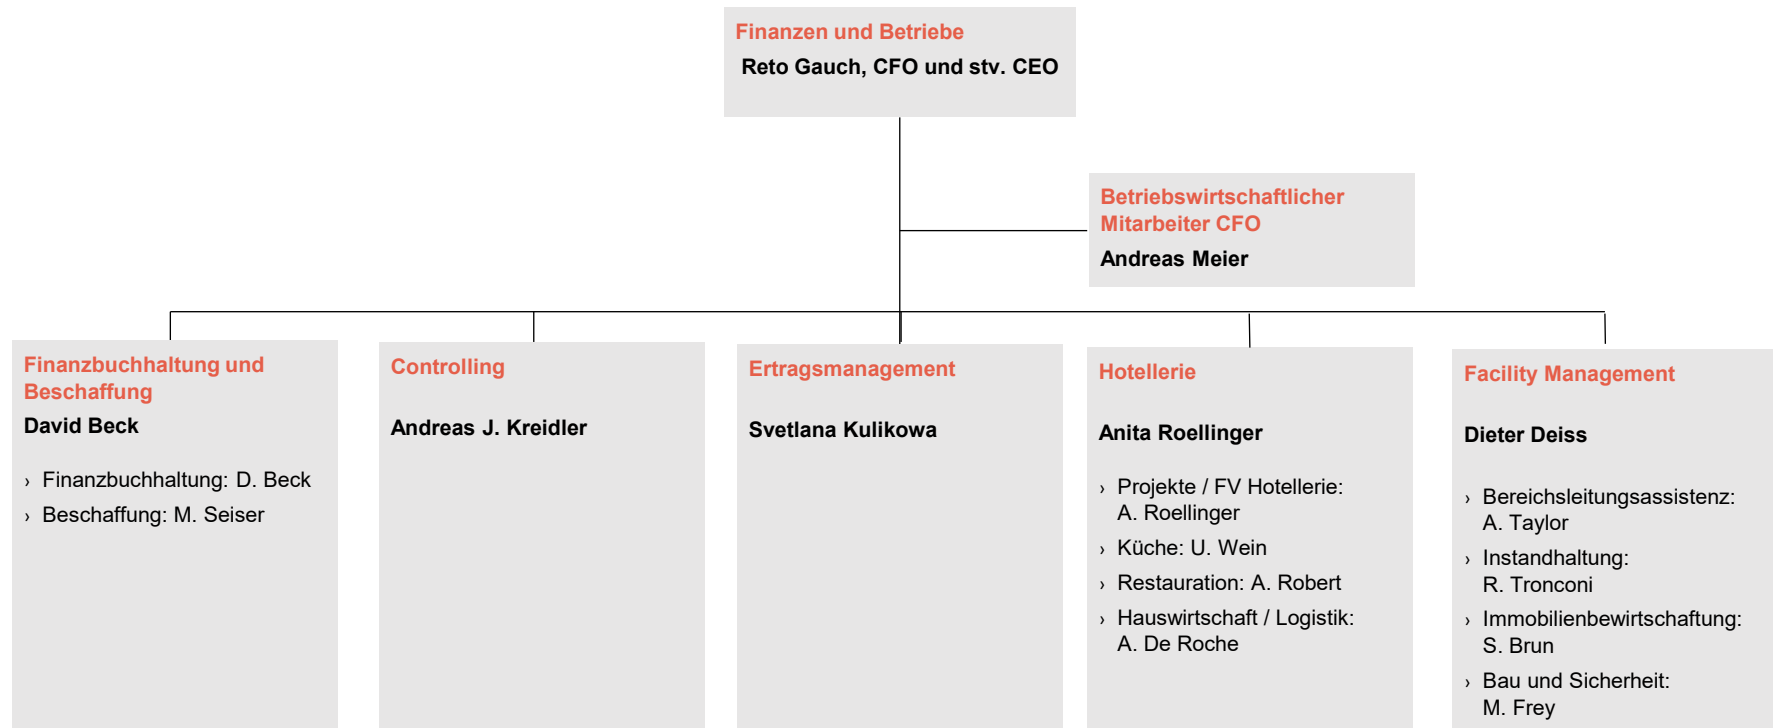 Finanzen und Betriebe
Reto Gauch, CFO und stv. CEO
Betriebswirtschaftlicher
Mitarbeiter CFO
Andreas Meier
Finanzbuchhaltung und
Beschaffung
David Beck
› Finanzbuchhaltung: D. Beck
› Beschaffung: M. Seiser
Controlling
Andreas J. Kreidler
Ertragsmanagement
Svetlana Kulikowa
Hotellerie
Anita Roellinger
› Projekte / FV Hotellerie:
A. Roellinger
› Küche: U. Wein
› Restauration: A. Robert
› Hauswirtschaft / Logistik:
A. De Roche
Facility Management
Dieter Deiss
› Bereichsleitungsassistenz:
A. Taylor
› Instandhaltung:
R. Tronconi
› Immobilienbewirtschaftung:
S. Brun
› Bau und Sicherheit:
M. Frey